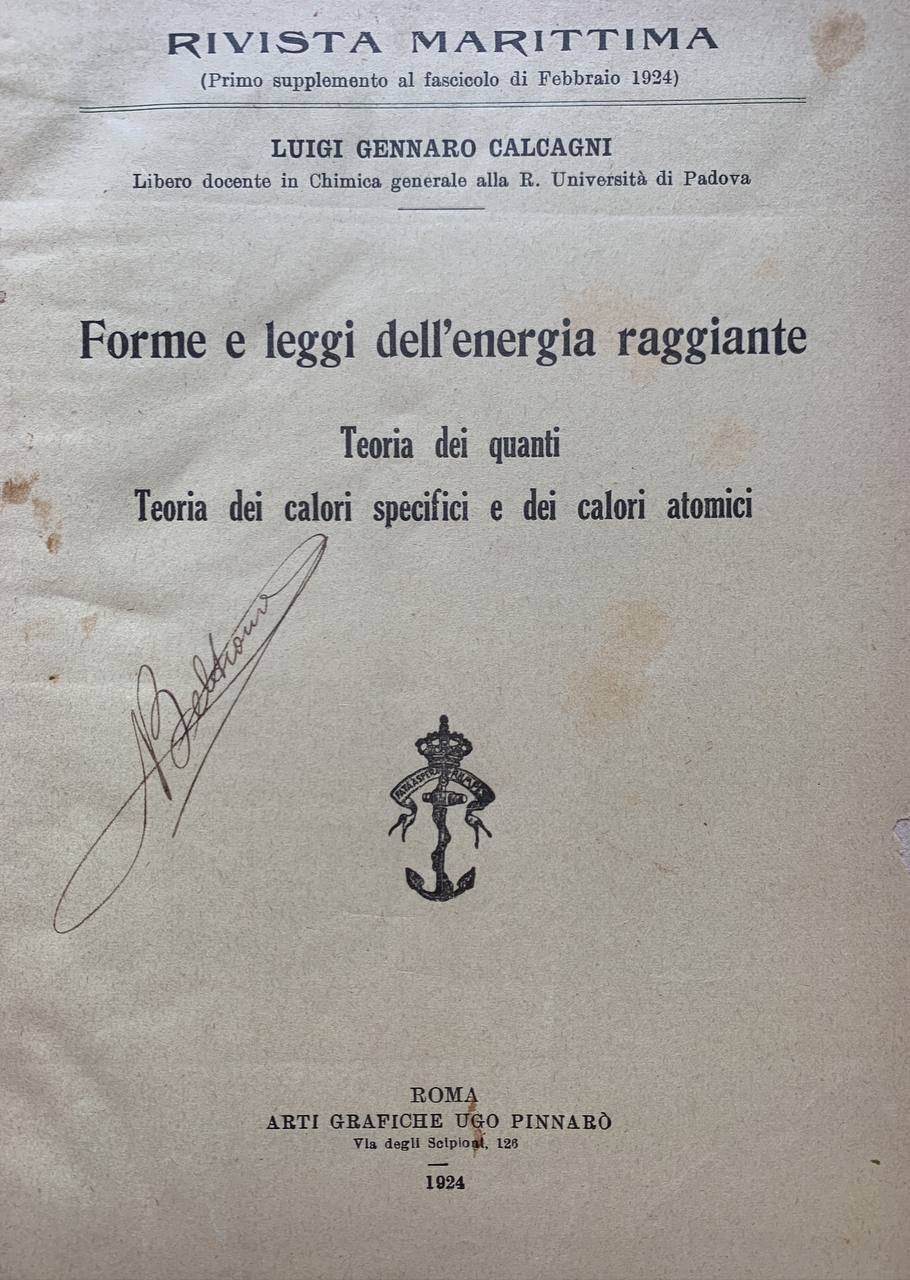 RIVISTA MARITTIMA
(Primo supplemento al fascicolo di Febbraio 1924)
LUIGI GENNARO CALCAGNI
Libero docente in Chimica generale alla R. Università di Padova
Forme e leggi dell'energia raggiante
Teoria dei quanti
Teoria dei calori specifici e dei calori atomici
ROMA
ARTI GRAFICHE UGO PINNARÒ
Via degli Scipioni, 126
1924